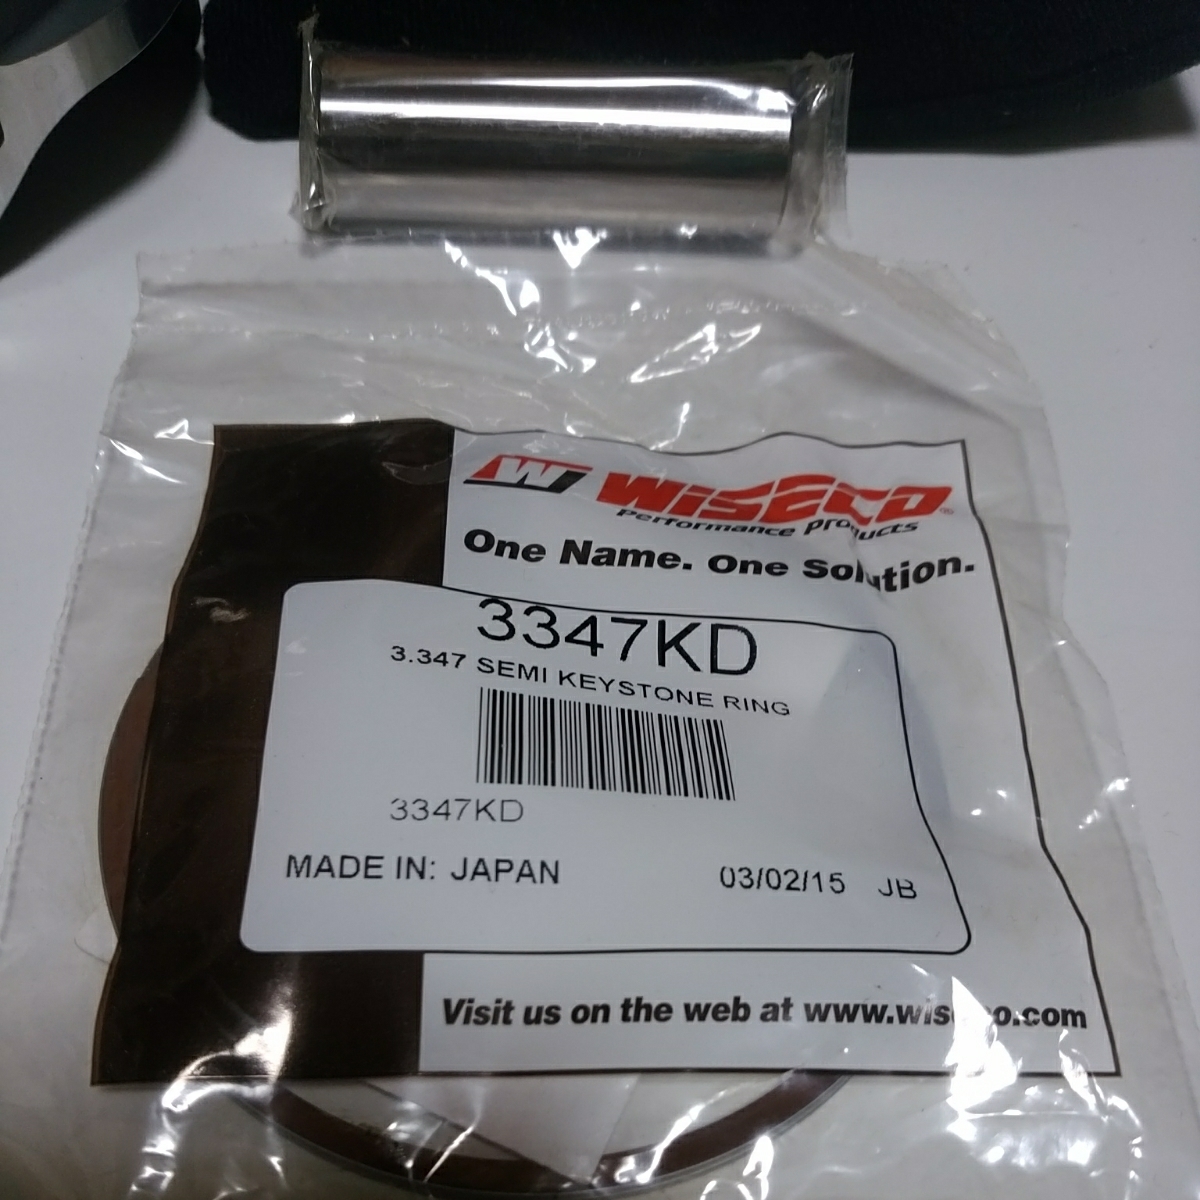 W WISECO®
Performance Products
One Name. One Solution.
3347KD
3.347 SEMI KEYSTONE RING
3347KD
MADE IN: JAPAN 03/02/15 JB
Visit us on the web at www.wiseco.com